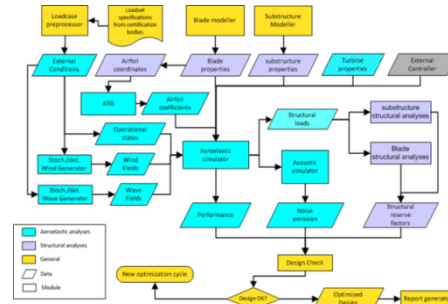 Loadcase
preprocessor
Loadset
specifications
from certification
bodies
Blade modeller
Substructure
Modeller
External
Conditions
Airfoil
coordinates
Blade
properties
substructure
properties
Turbine
properties
External
Controller
ATG
Airfoil
coefficients
Operational
states
Stoch./det.
Wind Generator
Wind
Fields
Stoch./det.
Wave Generator
Wave
Fields
Aeroelastic
simulator
Structural
loads
Acoustic
simulator
substructure
structural analyses
Blade
structural analyses
Performance
Noise
emission
Structural
reserve
factors
Aeroelastic analyses
Structural analyses
General
Data
Module
Design Check
New optimization cycle
Design OK?
Optimized
Design
Report generator